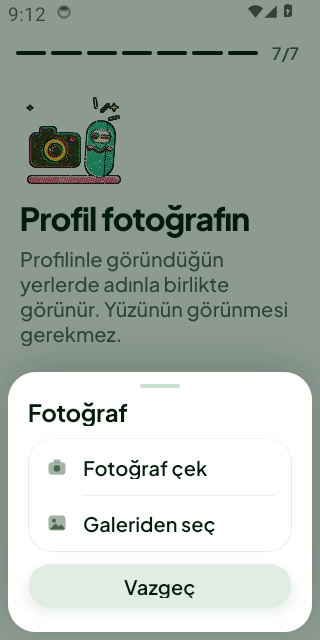 9:12
7/7
Profil fotoğrafın
Profilinle göründüğün
yerlerde adınla birlikte
görünür. Yüzünün görünmesi
gerekmez.
Fotoğraf
Fotoğraf çek
Galeriden seç
Vazgeç